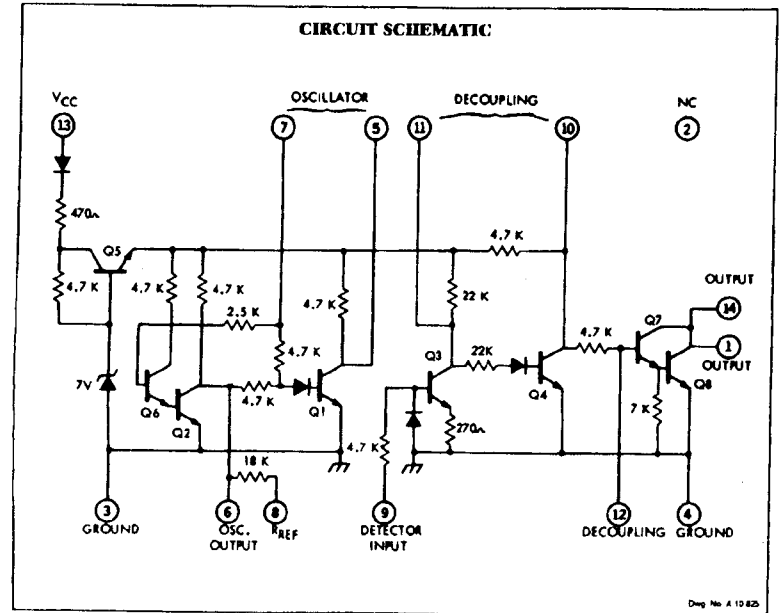 CIRCUIT SCHEMATIC
VCC
13
OSCILLATOR
7
5
DECOUPLING
11
10
NC
2
470Ω
Q5
4.7 K
4.7 K
4.7 K
2.5 K
4.7 K
4.7 K
22 K
4.7 K
OUTPUT
14
1
OUTPUT
7V
Q6
Q2
4.7 K
Q1
Q3
22K
Q4
4.7 K
Q7
Q8
4.7 K
270Ω
7 K
18 K
3
GROUND
6
OSC.
OUTPUT
8
RREF
9
DETECTOR
INPUT
12
DECOUPLING
4
GROUND
Dwg. No. A 10 825